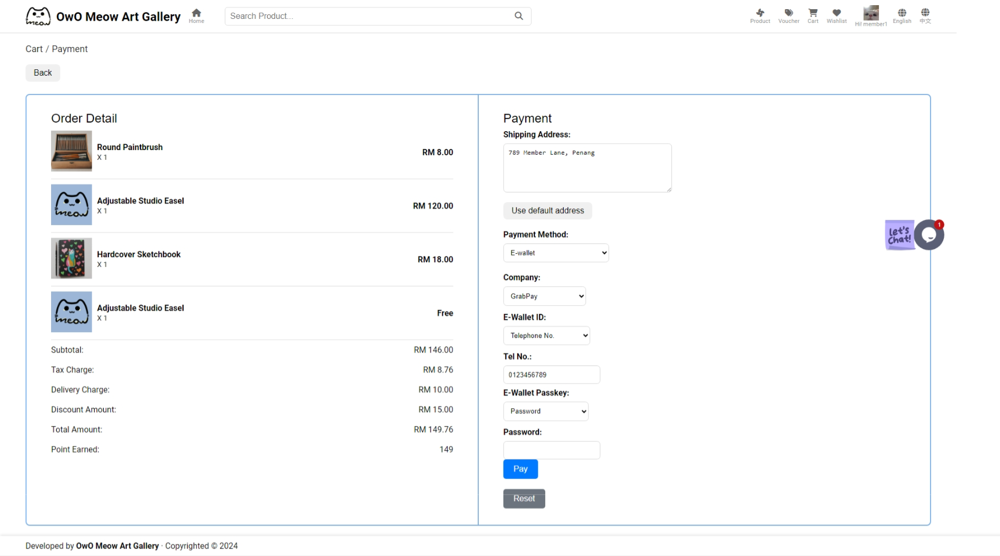 meow
OwO Meow Art Gallery
Home
Search Product...
Product
Voucher
Cart
Wishlist
Hi! member1
English
中文
Cart / Payment
Back
Order Detail
Round Paintbrush
X 1
RM 8.00
meow
Adjustable Studio Easel
X 1
RM 120.00
Hardcover Sketchbook
X 1
RM 18.00
meow
Adjustable Studio Easel
X 1
Free
Subtotal:
RM 146.00
Tax Charge:
RM 8.76
Delivery Charge:
RM 10.00
Discount Amount:
RM 15.00
Total Amount:
RM 149.76
Point Earned:
149
Payment
Shipping Address:
789 Member Lane, Penang
Use default address
Payment Method:
E-wallet
Company:
GrabPay
E-Wallet ID:
Telephone No.
Tel No.:
0123456789
E-Wallet Passkey:
Password
Password:
Pay
Reset
Let's
Chat!
1
Developed by OwO Meow Art Gallery · Copyrighted © 2024